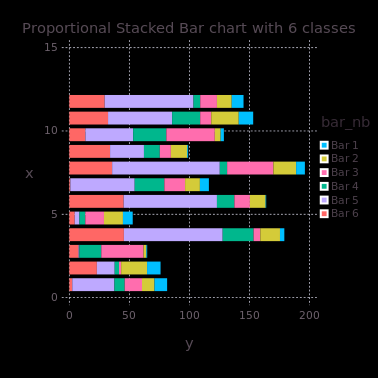 Proportional Stacked Bar chart with 6 classes
15
10
5
0
x
0
50
100
150
200
y
bar_nb
Bar 1
Bar 2
Bar 3
Bar 4
Bar 5
Bar 6